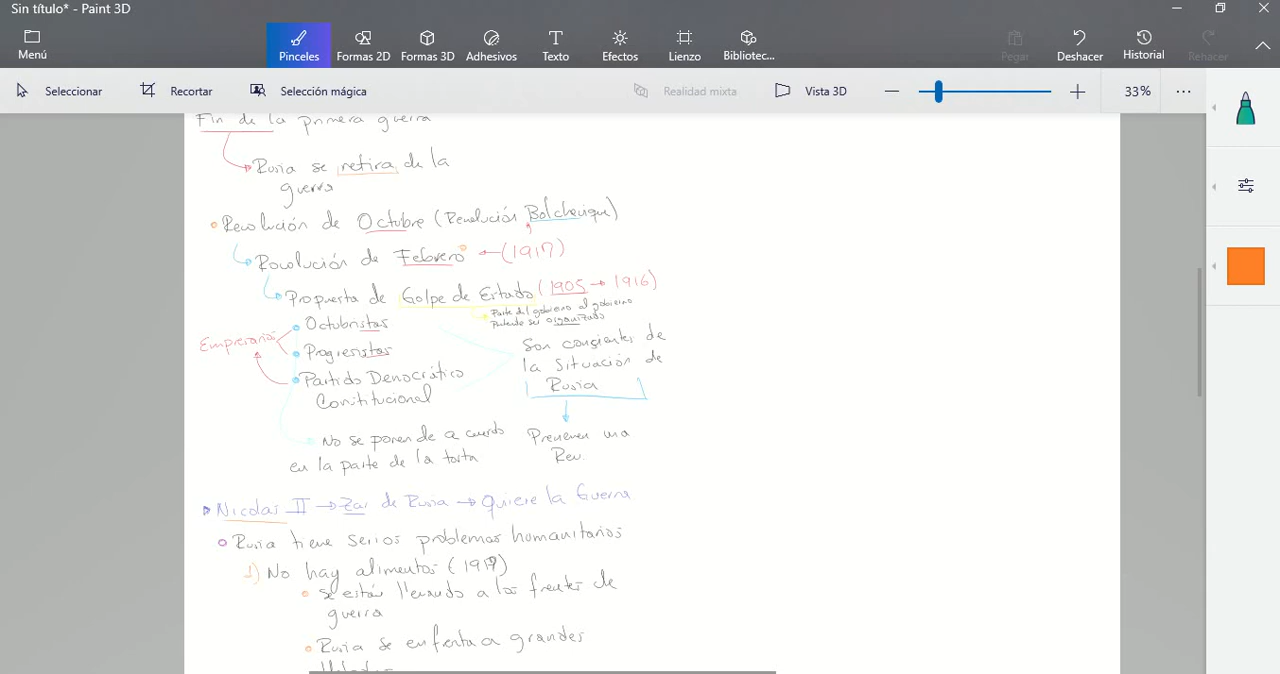 Sin título* - Paint 3D
Menú
Pinceles
Formas 2D
Formas 3D
Adhesivos
Texto
Efectos
Lienzo
Bibliotec...
Pegar
Deshacer
Historial
Rehacer
Seleccionar
Recortar
Selección mágica
Realidad mixta
Vista 3D
33%
Fin de la primera guerra
Rusia se retira de la
guerra
Revolución de Octubre (Revolución Bolchevique)
Revolución de Febrero (1917)
Propuesta de Golpe de Estado (1905 → 1916)
Parte del gobierno al gobierno
Pretende ser organizado
Octubristas
Empresarios
Progresistas
Partido Democrático
Constitucional
Son conscientes de
la situación de
Rusia
No se ponen de acuerdo
en la parte de la torta
Prevenir una
Rev.
Nicolas II → Zar de Rusia → Quiere la Guerra
Rusia tiene serios problemas humanitarios
1) No hay alimentos (1917)
se están llevando a los frentes de
guerra
Rusia se enfrenta a grandes